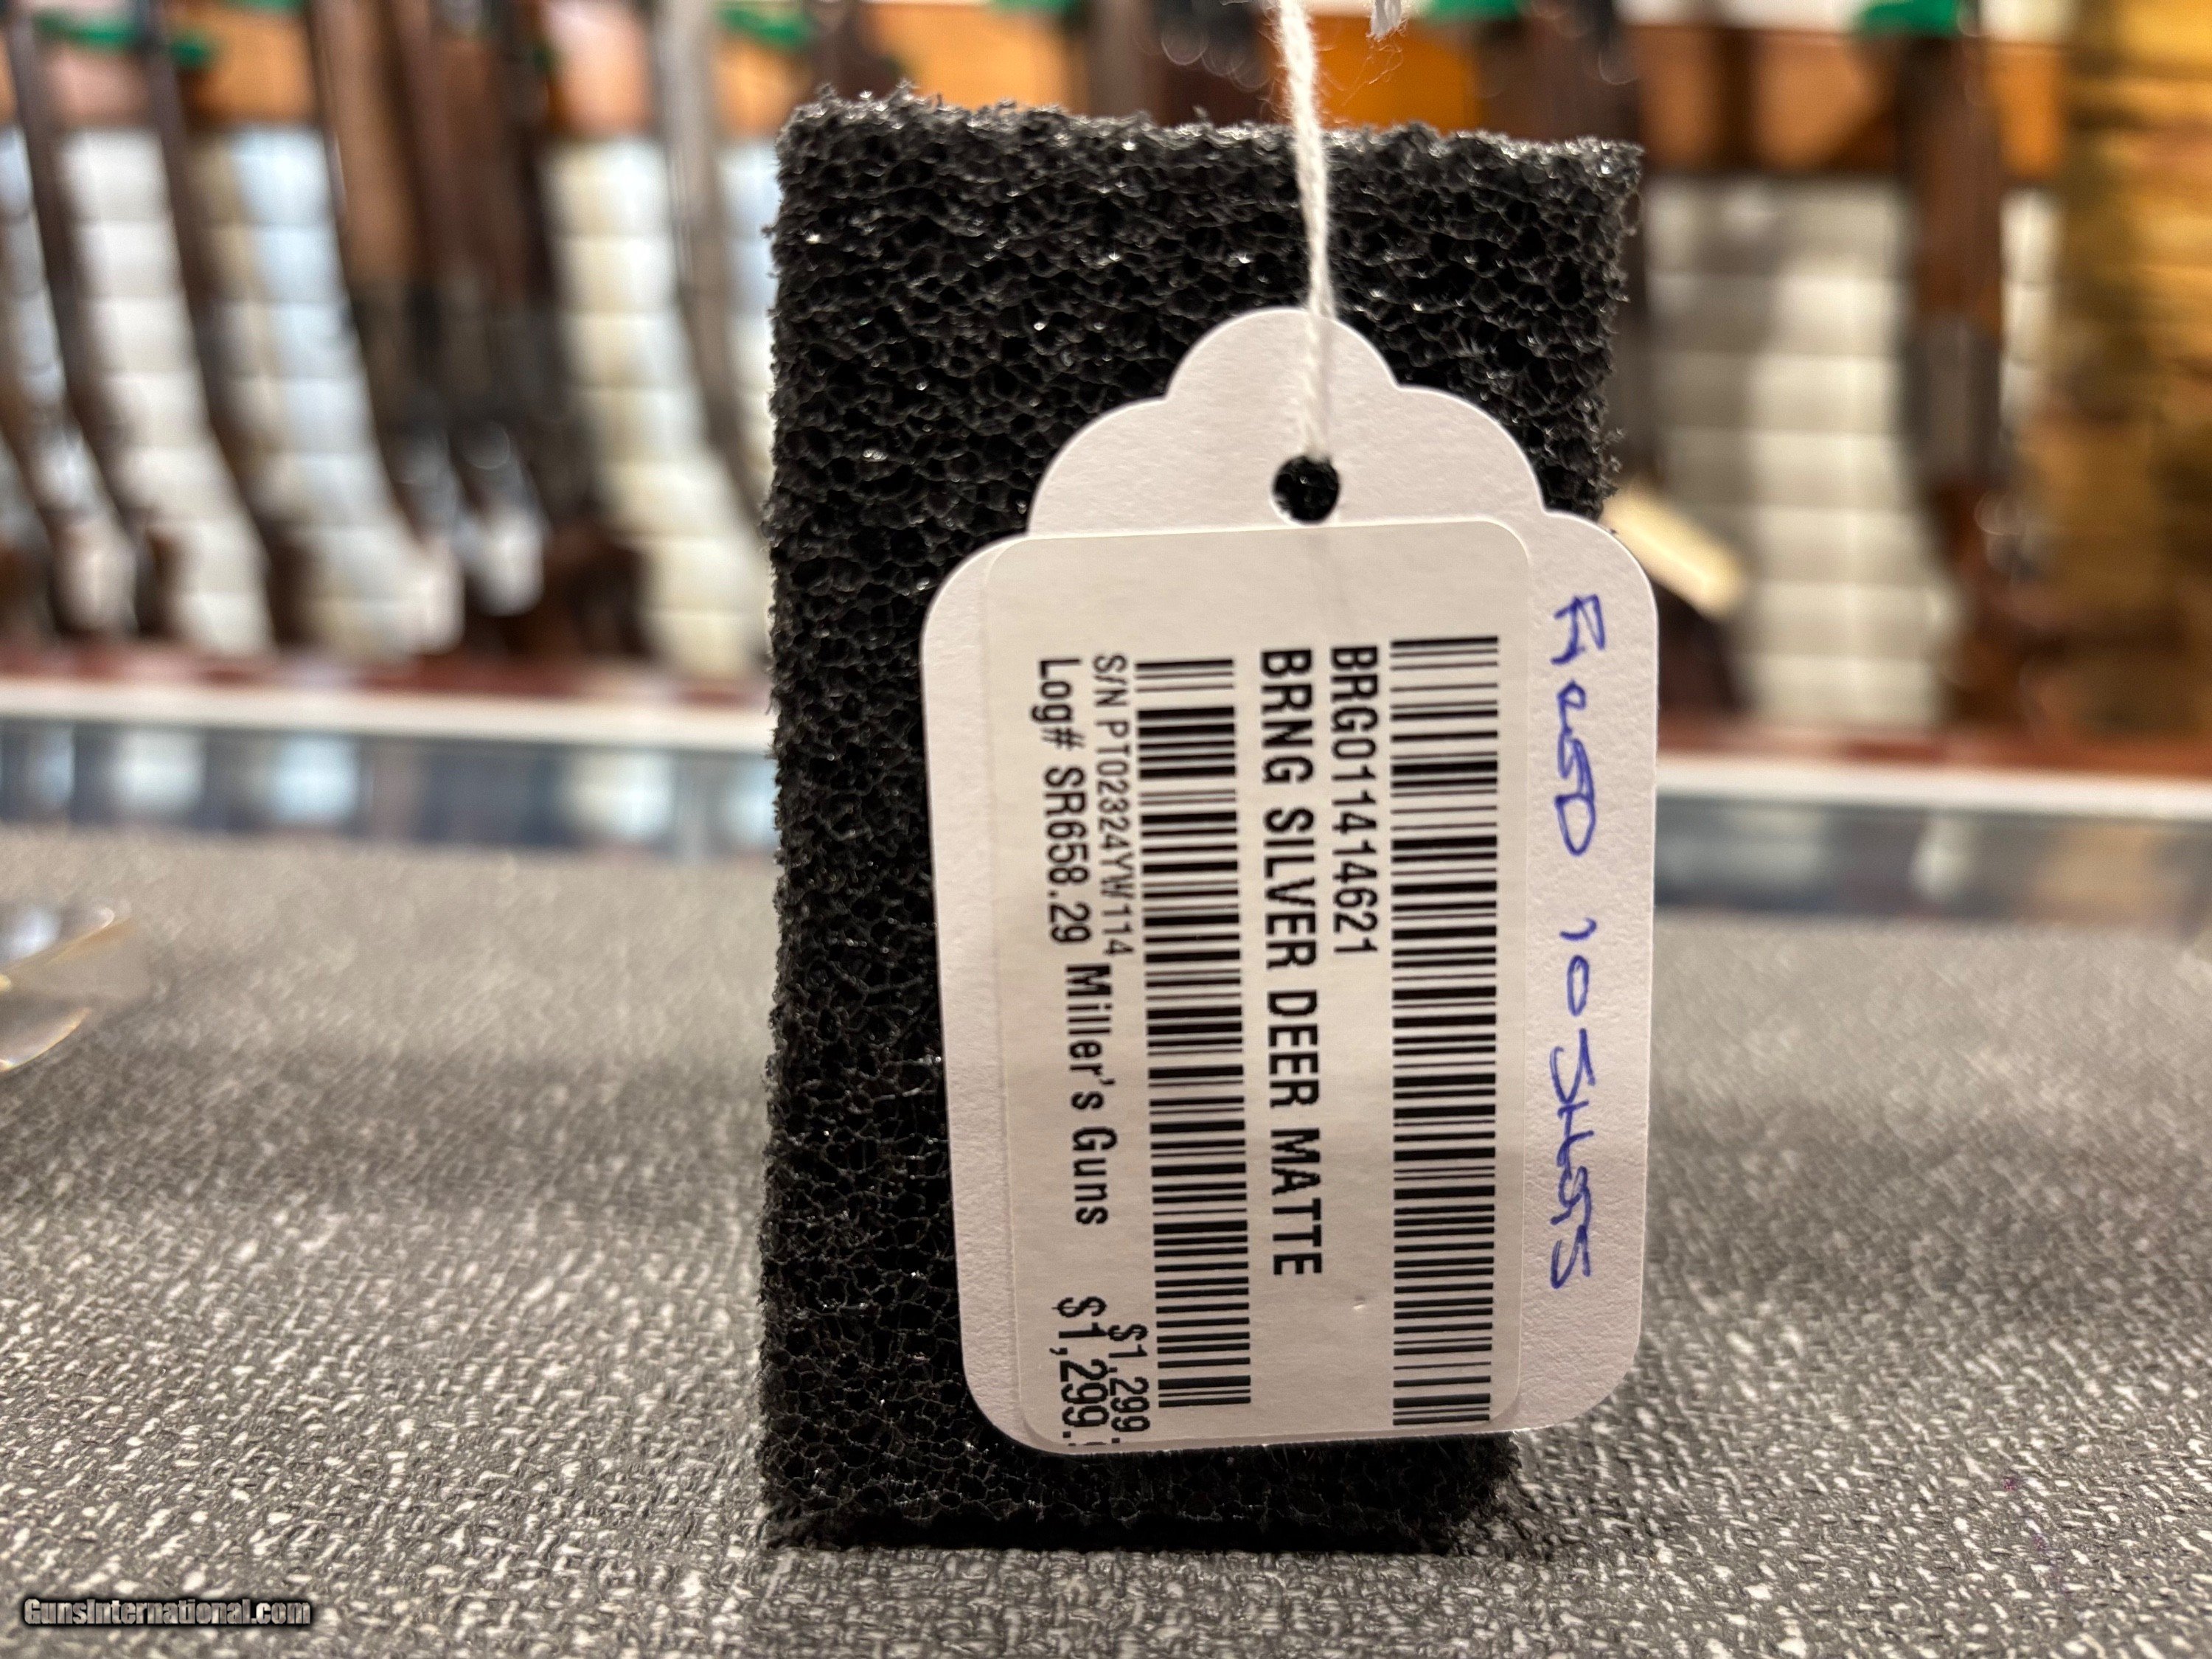 Resto 10 Shots
BRG011414621
BRNG SILVER DEER MATTE
S/N PT02324YW114
$1,299.
Log# SR658.29 Miller's Guns
$1,299.
GunsInternational.com